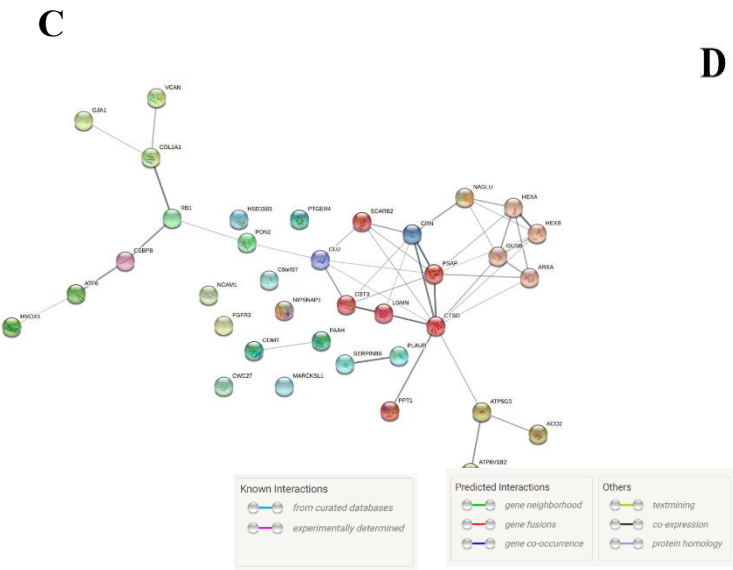 C
D
VCAN
GJA1
COL1A1
RB1
HSD11B1
PTGER4
PON2
CEBPB
ATF6
HMOX1
C8orf37
NCAM1
NIPSNAP1
FGFR3
COMT
FAAH
CWC27
MARCKSL1
SERPINB6
PLAUR
SCARB2
GRN
NAGLU
HEXA
HEXB
GUSB
ARSA
CLU
PSAP
CST3
LGMN
CTSD
PPT1
ATP5G3
ACO2
ATP6V1B2
Known Interactions
from curated databases
experimentally determined
Predicted Interactions
gene neighborhood
gene fusions
gene co-occurrence
Others
textmining
co-expression
protein homology